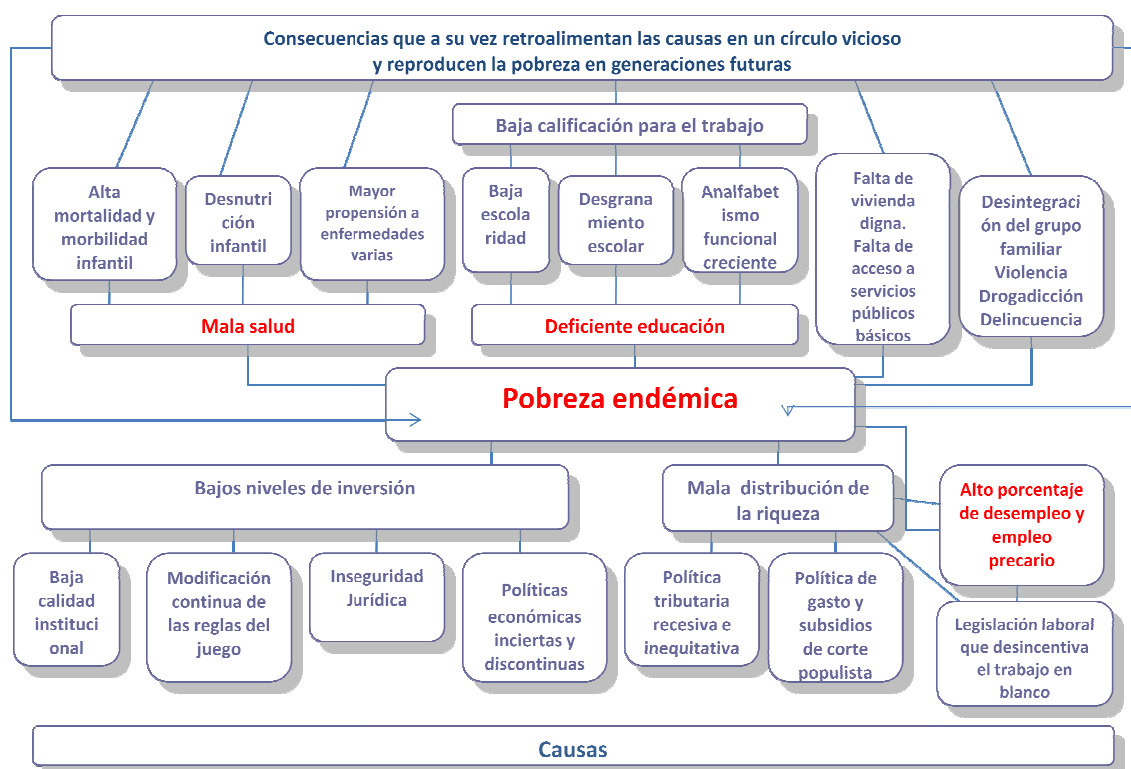 Consecuencias que a su vez retroalimentan las causas en un círculo vicioso
y reproducen la pobreza en generaciones futuras
Baja calificación para el trabajo
Alta
mortalidad y
morbilidad
infantil
Desnutri
ción
infantil
Mayor
propensión a
enfermedades
varias
Baja
escola
ridad
Desgrana
miento
escolar
Analfabet
ismo
funcional
creciente
Falta de
vivienda
digna.
Falta de
acceso a
servicios
públicos
básicos
Desintegraci
ón del grupo
familiar
Violencia
Drogadicción
Delincuencia
Mala salud
Deficiente educación
Pobreza endémica
Bajos niveles de inversión
Mala distribución de
la riqueza
Alto porcentaje
de desempleo y
empleo
precario
Baja
calidad
instituci
onal
Modificación
continua de
las reglas del
juego
Inseguridad
Jurídica
Políticas
económicas
inciertas y
discontinuas
Política
tributaria
recesiva e
inequitativa
Política de
gasto y
subsidios
de corte
populista
Legislación laboral
que desincentiva
el trabajo en
blanco
Causas